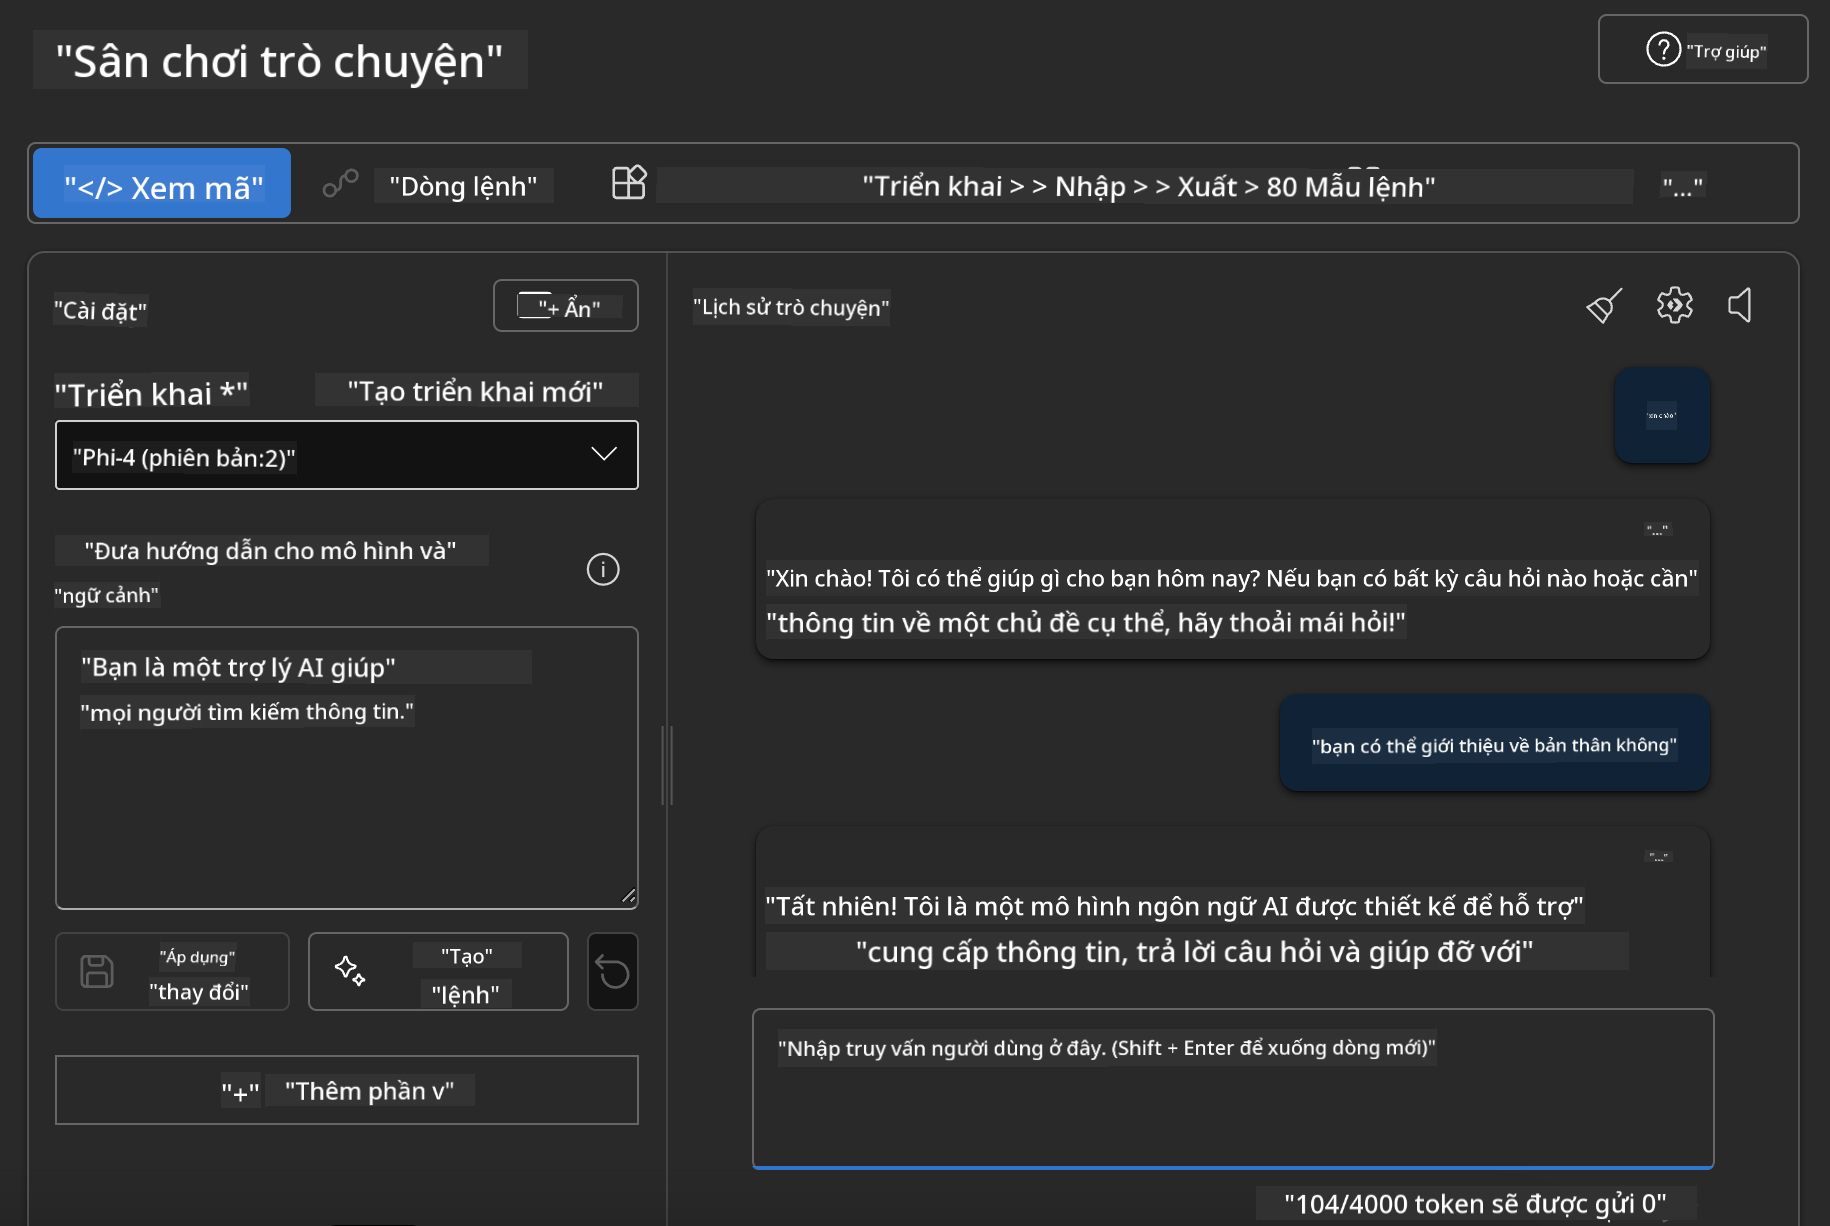 "Sân chơi trò chuyện"
"Trợ giúp"
"</> Xem mã"
"Dòng lệnh"
"Triển khai > > Nhập > > Xuất > 80 Mẫu lệnh"
"..."
"Cài đặt"
"+ Ẩn"
"Triển khai *"
"Tạo triển khai mới"
"Phi-4 (phiên bản:2)"
"Đưa hướng dẫn cho mô hình và"
"ngữ cảnh"
"Bạn là một trợ lý AI giúp"
"mọi người tìm kiếm thông tin."
"Áp dụng"
"thay đổi"
"Tạo"
"lệnh"
"+" "Thêm phần v"
"Lịch sử trò chuyện"
"xin chào"
"..."
"Xin chào! Tôi có thể giúp gì cho bạn hôm nay? Nếu bạn có bất kỳ câu hỏi nào hoặc cần"
"thông tin về một chủ đề cụ thể, hãy thoải mái hỏi!"
"bạn có thể giới thiệu về bản thân không"
"..."
"Tất nhiên! Tôi là một mô hình ngôn ngữ AI được thiết kế để hỗ trợ"
"cung cấp thông tin, trả lời câu hỏi và giúp đỡ với"
"Nhập truy vấn người dùng ở đây. (Shift + Enter để xuống dòng mới)"
"104/4000 token sẽ được gửi 0"